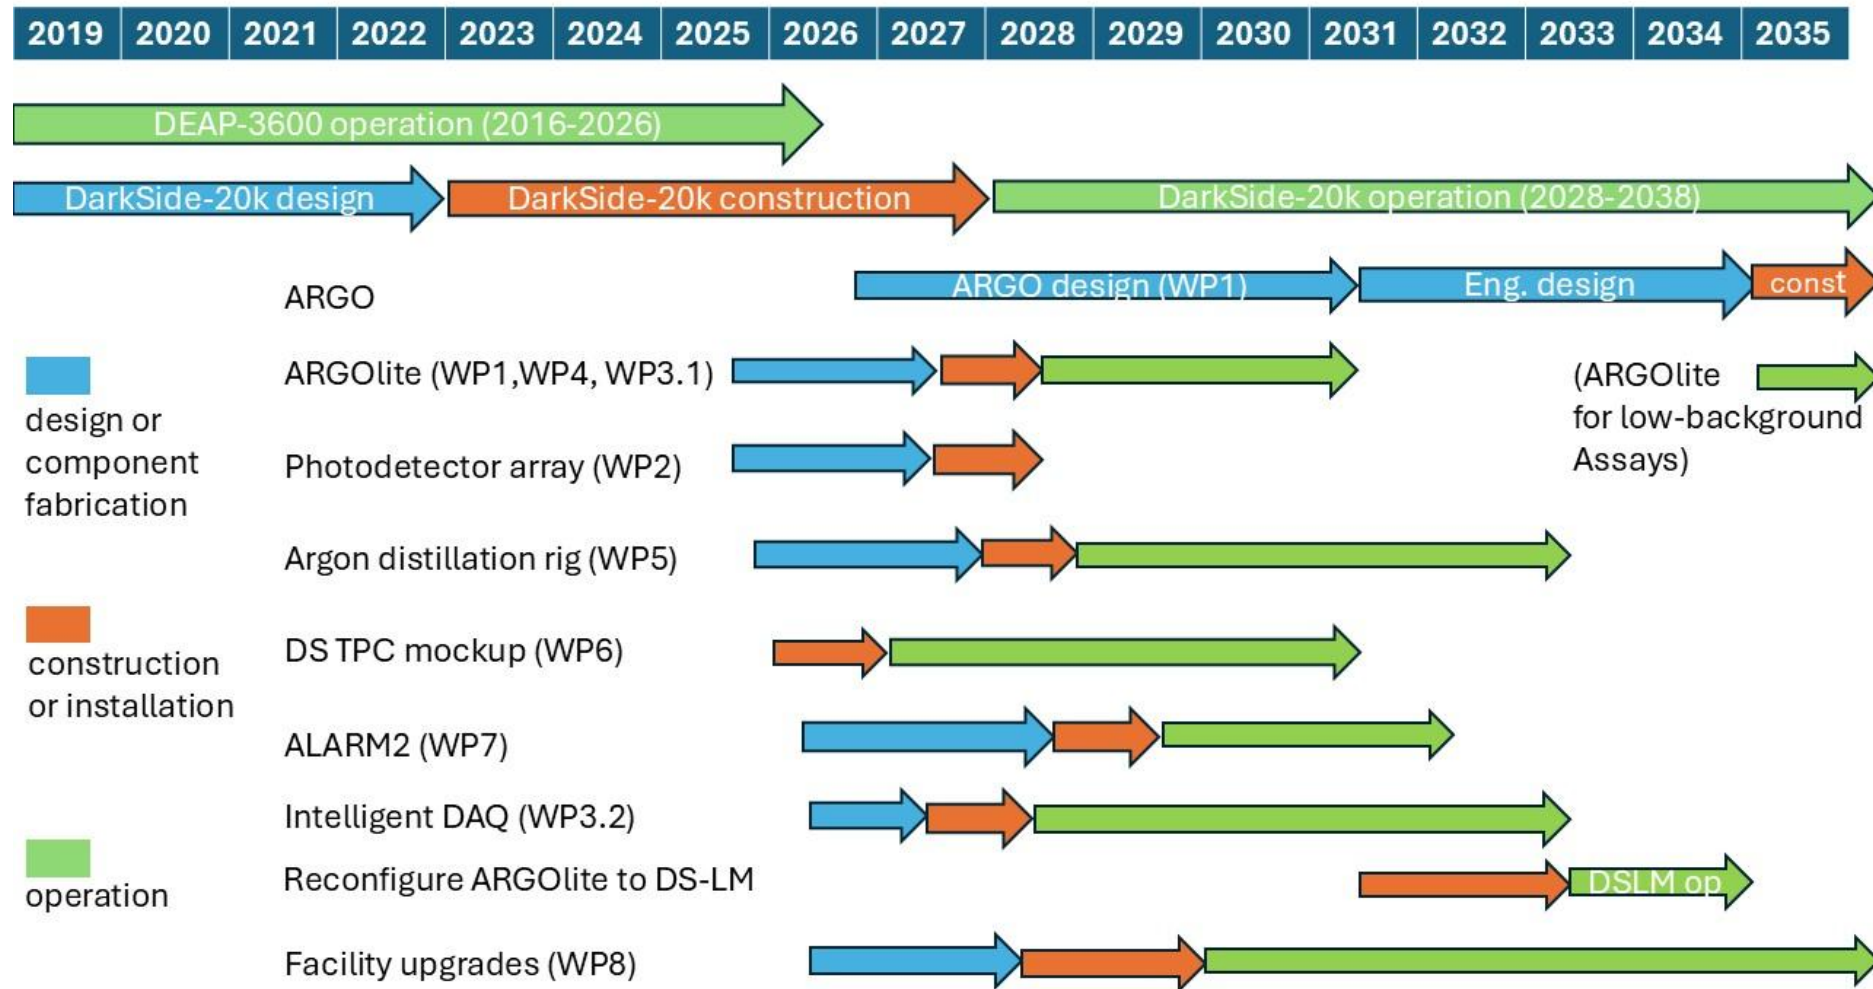 2019 2020 2021 2022 2023 2024 2025 2026 2027 2028 2029 2030 2031 2032 2033 2034 2035
DEAP-3600 operation (2016-2026)
DarkSide-20k design DarkSide-20k construction DarkSide-20k operation (2028-2038)
ARGO ARGO design (WP1) Eng. design const
ARGOlite (WP1,WP4, WP3.1)
(ARGOlite
for low-background
Assays)
design or
component
fabrication
Photodetector array (WP2)
Argon distillation rig (WP5)
construction
or installation
DS TPC mockup (WP6)
ALARM2 (WP7)
Intelligent DAQ (WP3.2)
operation
Reconfigure ARGOlite to DS-LM DSLM op
Facility upgrades (WP8)